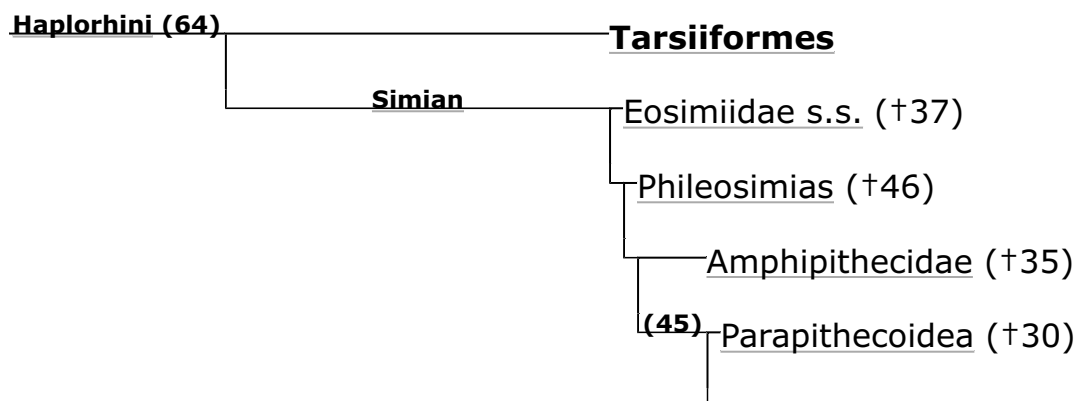 Haplorhini (64)
Tarsiiformes
Simian
Eosimiidae s.s. (†37)
Phileosimias (†46)
Amphipithecidae (†35)
(45)
Parapithecoidea (†30)